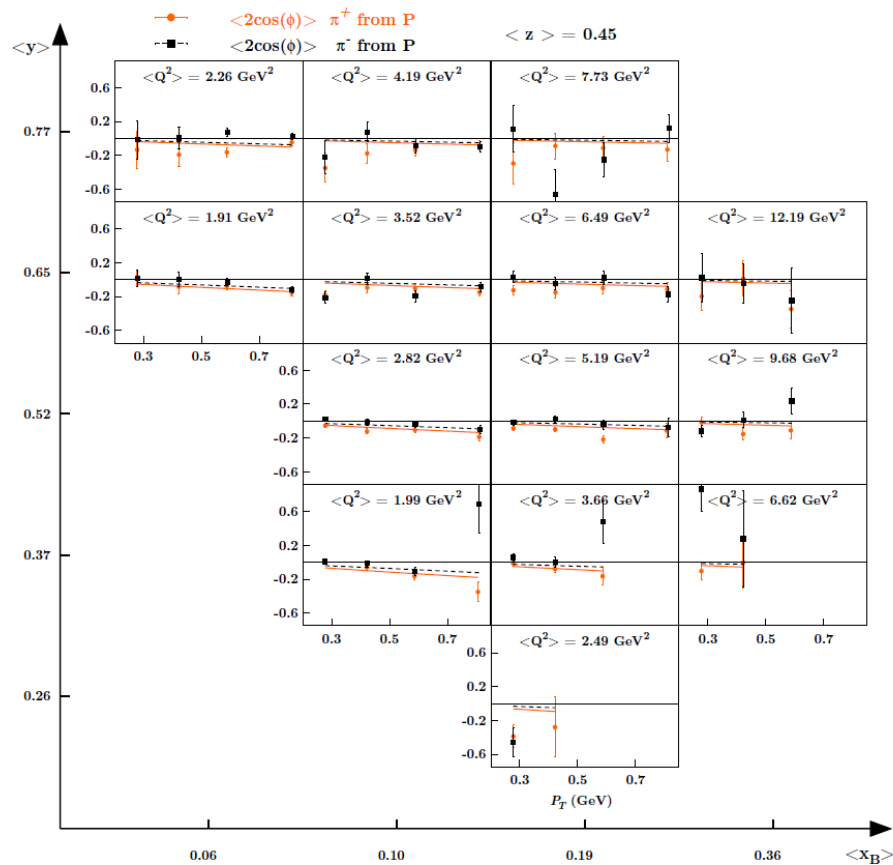 <2cos(ϕ)> π⁺ from P
<2cos(ϕ)> π⁻ from P
< z > = 0.45
<y>
<Q²> = 2.26 GeV² <Q²> = 4.19 GeV² <Q²> = 7.73 GeV²
0.6
0.77
0.2
-0.2
-0.6
<Q²> = 1.91 GeV² <Q²> = 3.52 GeV² <Q²> = 6.49 GeV² <Q²> = 12.19 GeV²
0.6
0.65
0.2
-0.2
-0.6
0.3 0.5 0.7
<Q²> = 2.82 GeV² <Q²> = 5.19 GeV² <Q²> = 9.68 GeV²
0.6
0.52
0.2
-0.2
-0.6
<Q²> = 1.99 GeV² <Q²> = 3.66 GeV² <Q²> = 6.62 GeV²
0.6
0.37
0.2
-0.2
-0.6
0.3 0.5 0.7 0.3 0.5 0.7
<Q²> = 2.49 GeV²
0.6
0.26
0.2
-0.2
-0.6
0.3 0.5 0.7
P_T (GeV)
0.06 0.10 0.19 0.36
<x_B>